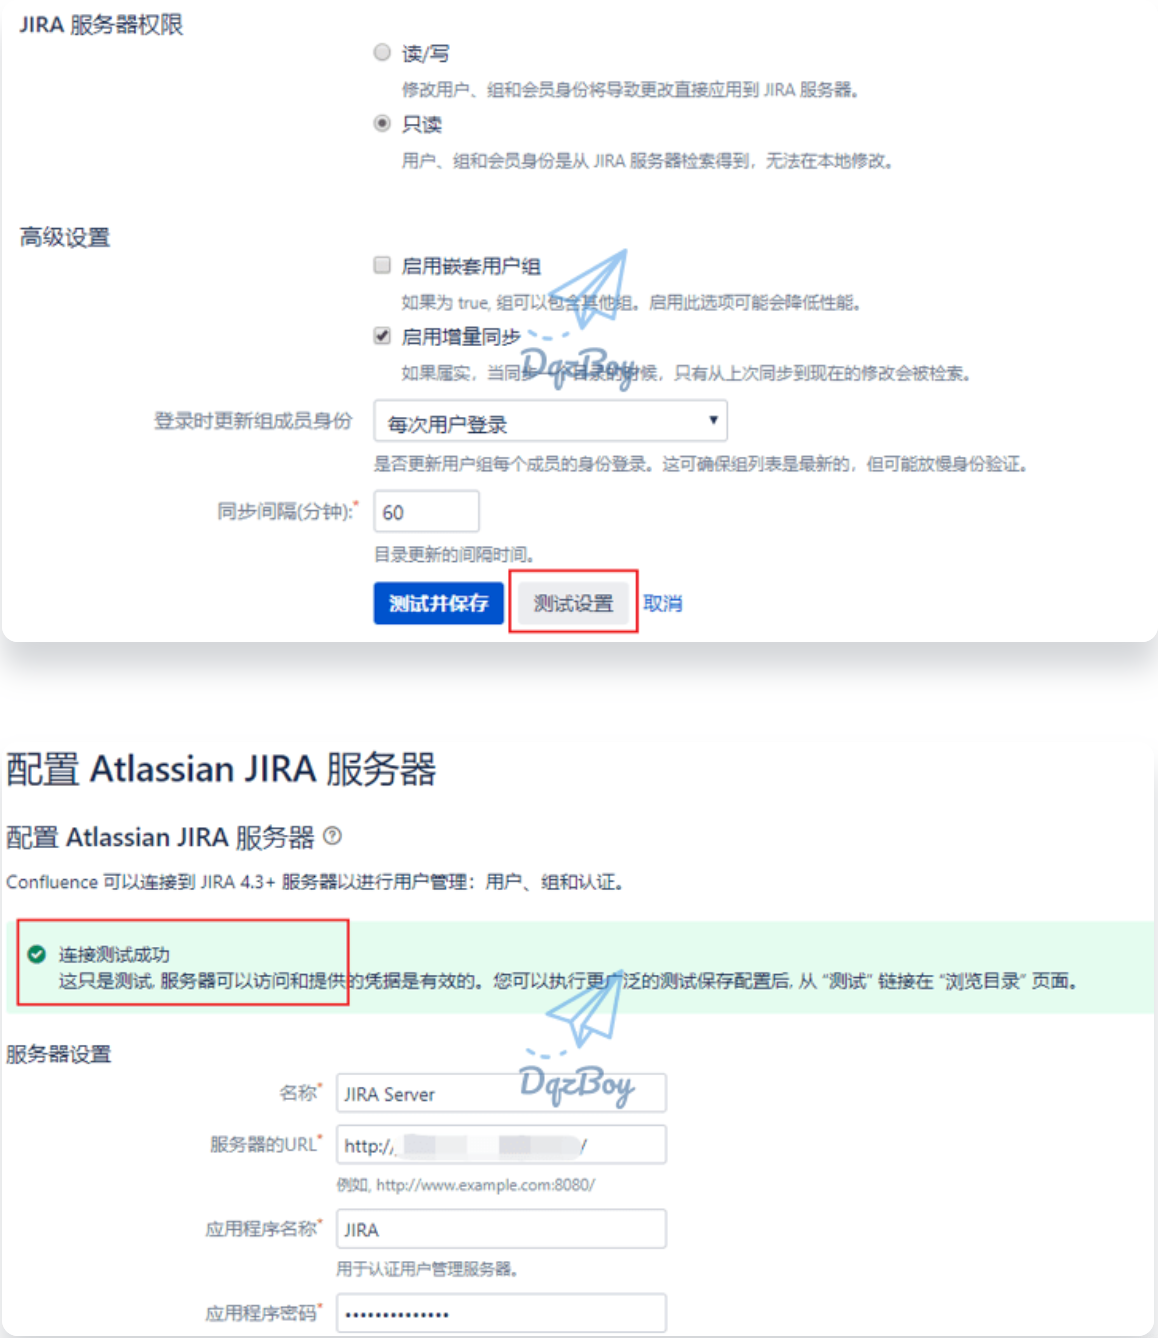 JIRA 服务器权限
读/写
修改用户、组和会员身份将导致更改直接应用到 JIRA 服务器。
只读
用户、组和会员身份是从 JIRA 服务器检索得到，无法在本地修改。
高级设置
启用嵌套用户组
如果为 true, 组可以包含其他组。启用此选项可能会降低性能。
启用增量同步
DqzBoy
如果属实，当同步一个目录的时候，只有从上次同步到现在的修改会被检索。
登录时更新组成员身份
每次用户登录
是否更新用户组每个成员的身份登录。这可确保组列表是最新的，但可能放慢身份验证。
同步间隔(分钟):* 60
目录更新的间隔时间。
测试并保存 测试设置 取消
配置 Atlassian JIRA 服务器
配置 Atlassian JIRA 服务器
Confluence 可以连接到 JIRA 4.3+ 服务器以进行用户管理：用户、组和认证。
连接测试成功
这只是测试, 服务器可以访问和提供的凭据是有效的。您可以执行更广泛的测试保存配置后, 从 “测试” 链接在 “浏览目录” 页面。
服务器设置
DqzBoy
名称* JIRA Server
服务器的URL* http:// /
例如, http://www.example.com:8080/
应用程序名称* JIRA
用于认证用户管理服务器。
应用程序密码* ••••••••••••••